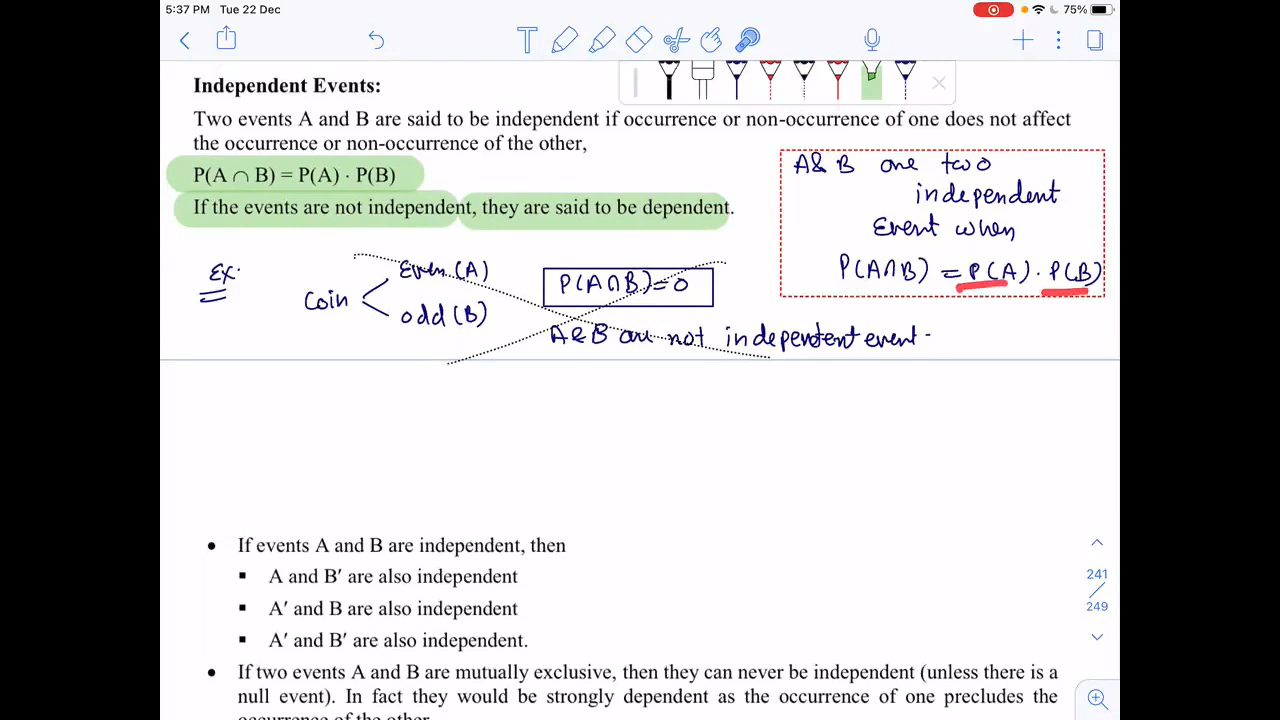 5:37 PM Tue 22 Dec
75%
Independent Events:
Two events A and B are said to be independent if occurrence or non-occurrence of one does not affect
the occurrence or non-occurrence of the other,
P(A ∩ B) = P(A) · P(B)
If the events are not independent, they are said to be dependent.
A&B one two
independent
Event when
P(A∩B) = P(A) · P(B)
Ex:
Coin
Even (A)
odd (B)
P(A∩B)=0
A&B are not independent event
If events A and B are independent, then
A and B′ are also independent
A′ and B are also independent
A′ and B′ are also independent.
If two events A and B are mutually exclusive, then they can never be independent (unless there is a
null event). In fact they would be strongly dependent as the occurrence of one precludes the
occurrence of the other.
241
249